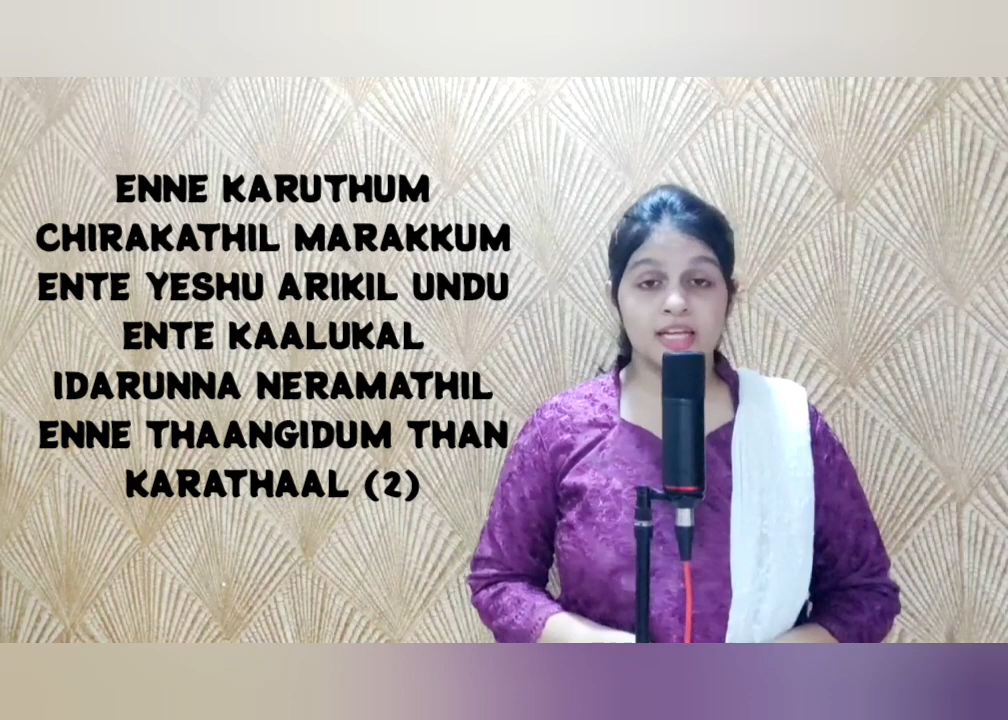 ENNE KARUTHUM
CHIRAKATHIL MARAKKUM
ENTE YESHU ARIKIL UNDU
ENTE KAALUKAL
IDARUNNA NERAMATHIL
ENNE THAANGIDUM THAN
KARATHAAL (2)